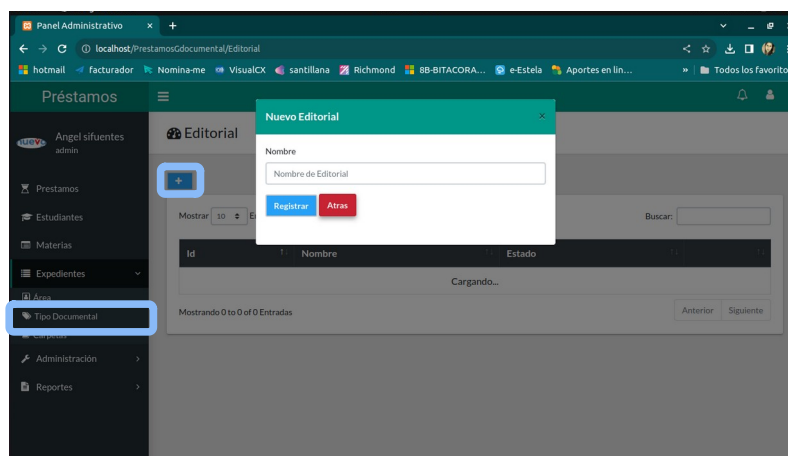 Panel Administrativo
localhost/PrestamosGdocumental/Editorial
hotmail facturador Nomina-me VisualCX santillana Richmond 8B-BITACORA... e-Estela Aportes en lin... » Todos los favorito
Préstamos
Nuevo Editorial ×
Angel sifuentes
admin
Editorial
Nombre
Nombre de Editorial
+
Registrar Atras
Prestamos
Estudiantes
Materias
Expedientes
Área
Tipo Documental
Carpetas
Administración
Reportes
Mostrar 10 E
Buscar:
Id Nombre Estado
Cargando...
Mostrando 0 to 0 of 0 Entradas
Anterior Siguiente